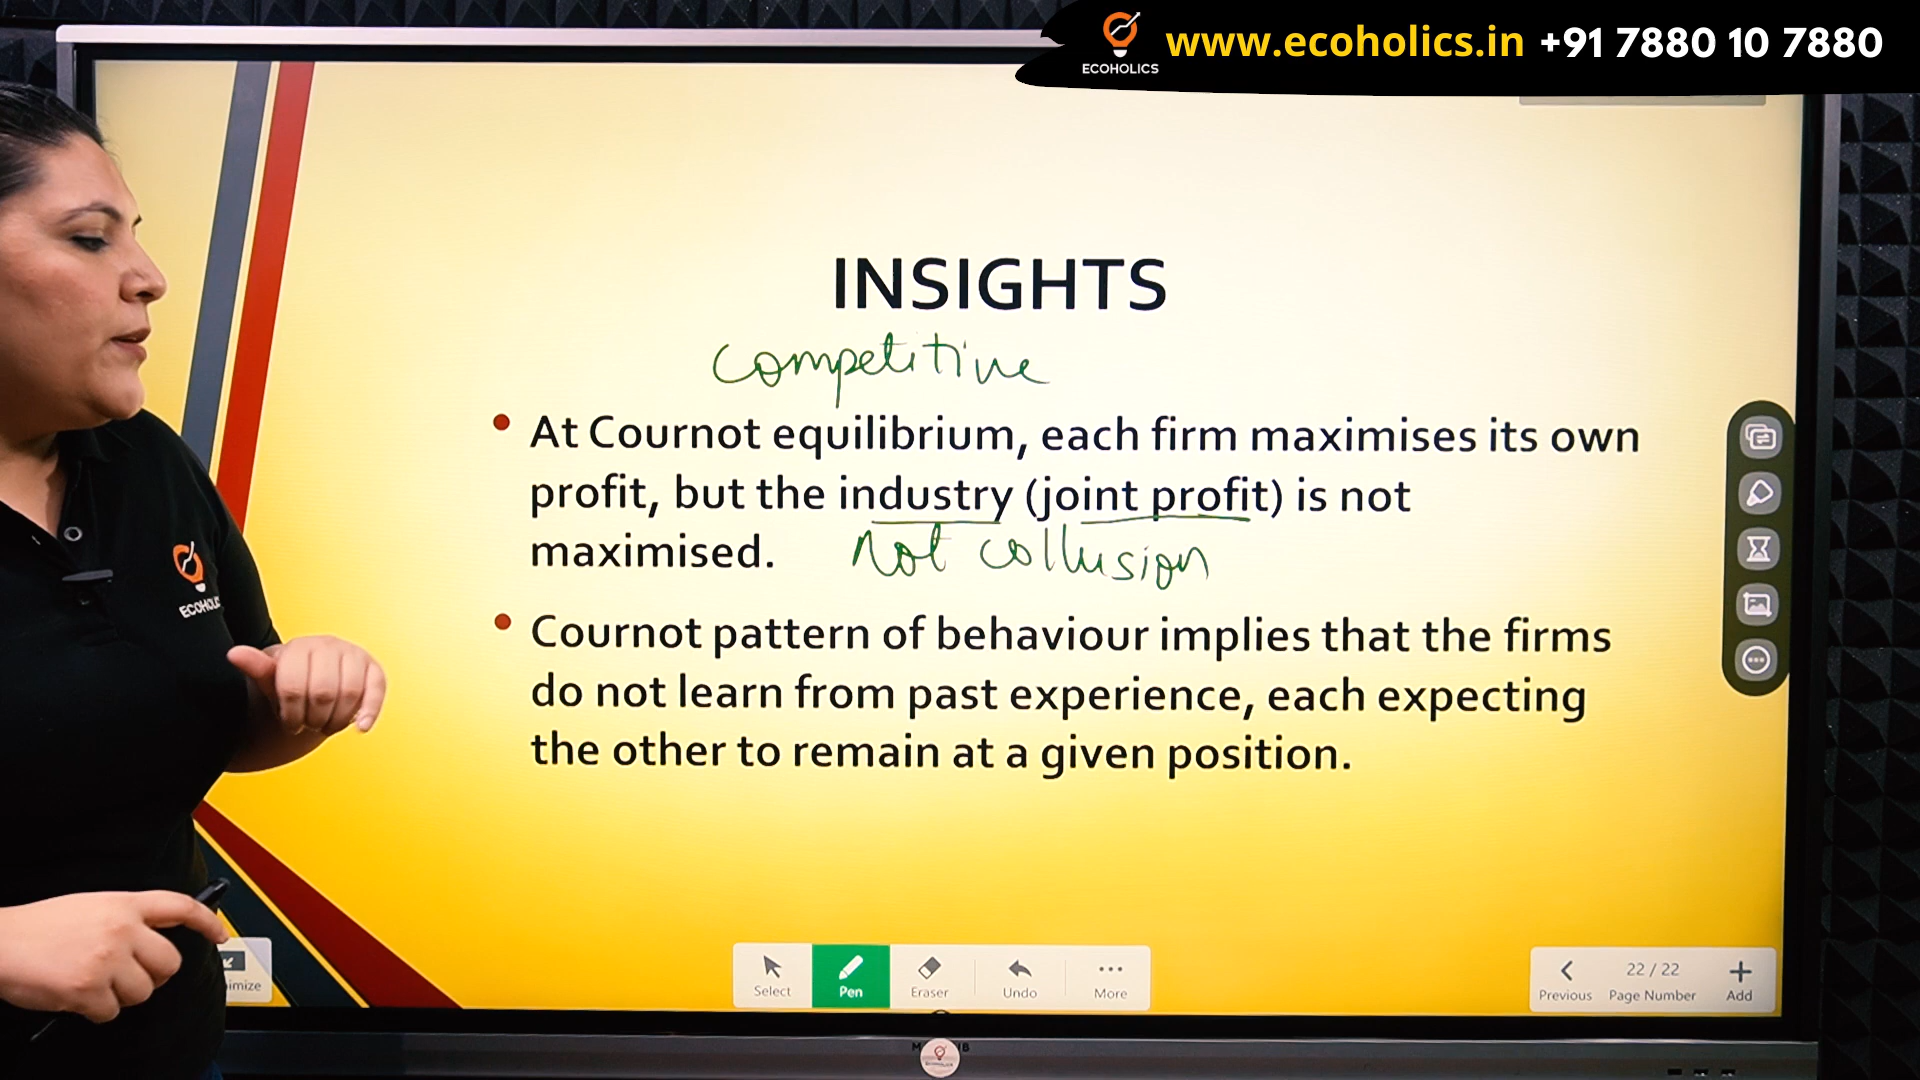 www.ecoholics.in +91 7880 10 7880
ECOHOLICS
INSIGHTS
competitive
• At Cournot equilibrium, each firm maximises its own
profit, but the industry (joint profit) is not
maximised. Not collusion
• Cournot pattern of behaviour implies that the firms
do not learn from past experience, each expecting
the other to remain at a given position.
Select Pen Eraser Undo More
22 / 22
Previous Page Number Add